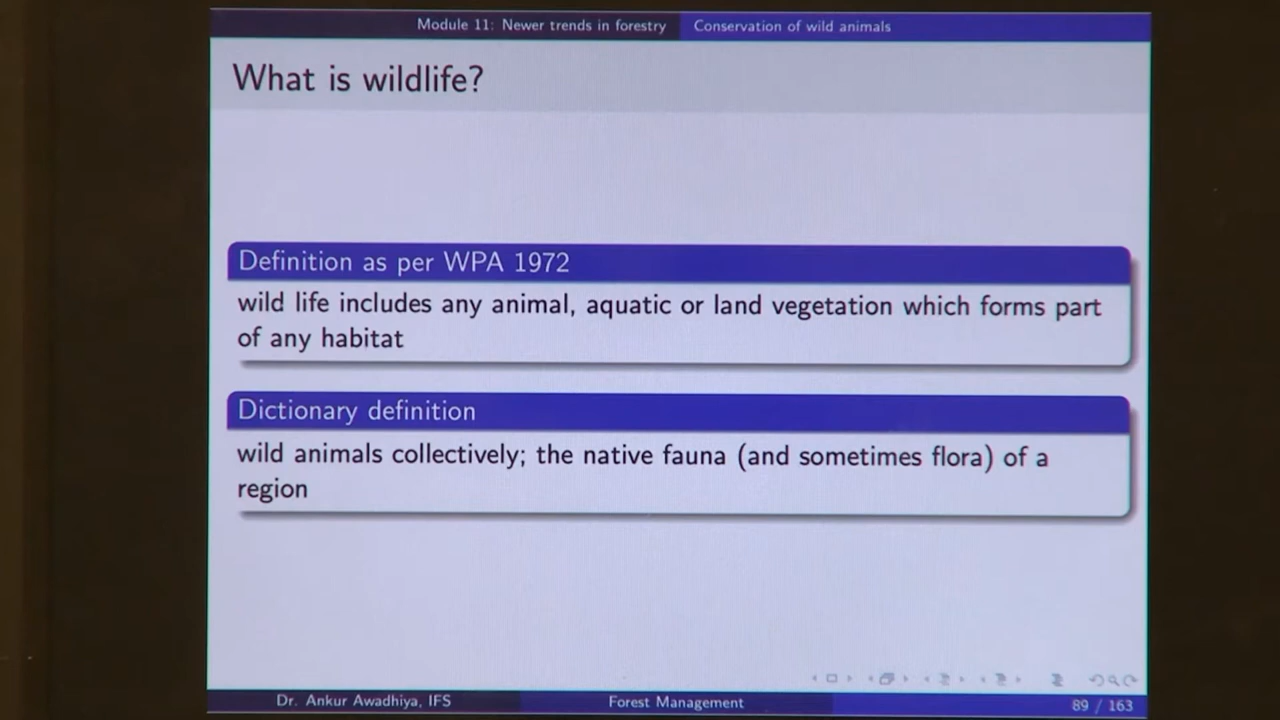 Module 11: Newer trends in forestry Conservation of wild animals
What is wildlife?
Definition as per WPA 1972
wild life includes any animal, aquatic or land vegetation which forms part
of any habitat
Dictionary definition
wild animals collectively; the native fauna (and sometimes flora) of a
region
Dr. Ankur Awadhiya, IFS Forest Management 89 / 163